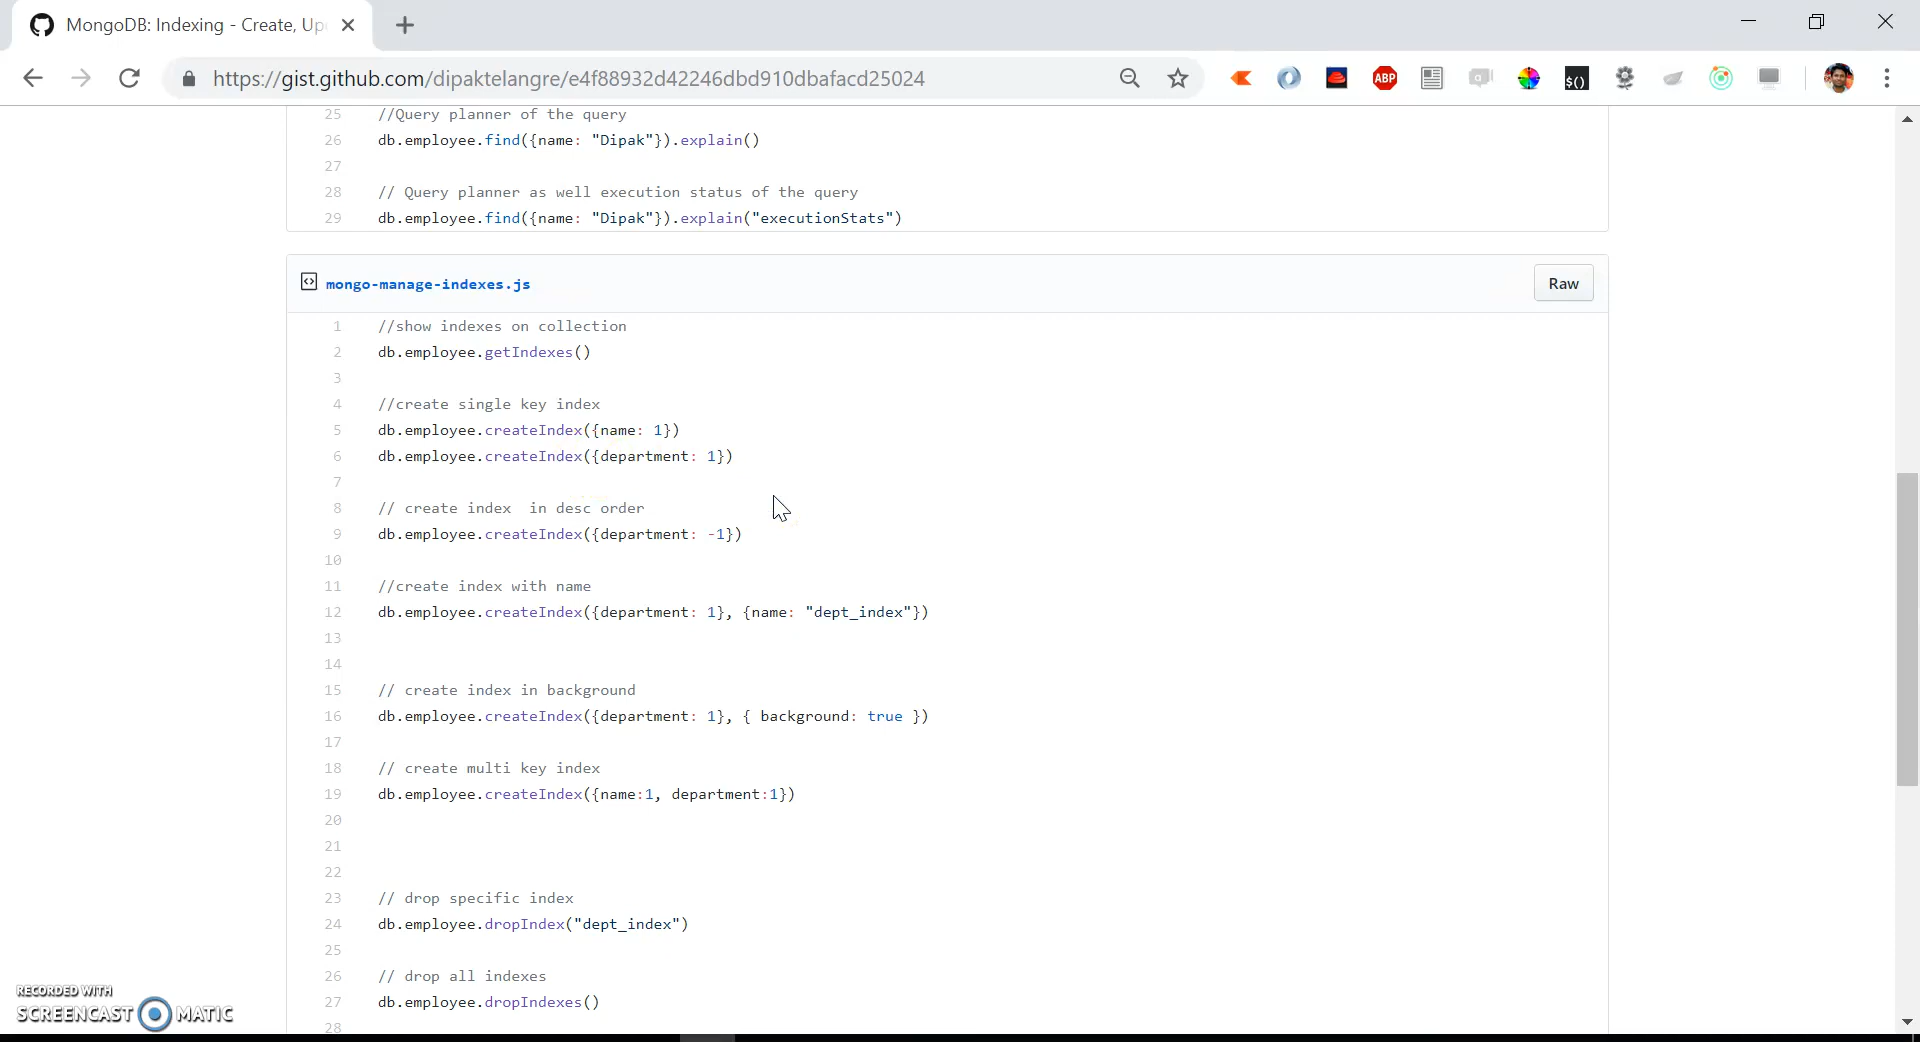 MongoDB: Indexing - Create, Up
https://gist.github.com/dipaktelangre/e4f88932d42246dbd910dbafacd25024
ABP
$()
25 //Query planner of the query
26 db.employee.find({name: "Dipak"}).explain()
27
28 // Query planner as well execution status of the query
29 db.employee.find({name: "Dipak"}).explain("executionStats")
mongo-manage-indexes.js
Raw
1 //show indexes on collection
2 db.employee.getIndexes()
3
4 //create single key index
5 db.employee.createIndex({name: 1})
6 db.employee.createIndex({department: 1})
7
8 // create index  in desc order
9 db.employee.createIndex({department: -1})
10
11 //create index with name
12 db.employee.createIndex({department: 1}, {name: "dept_index"})
13
14
15 // create index in background
16 db.employee.createIndex({department: 1}, { background: true })
17
18 // create multi key index
19 db.employee.createIndex({name:1, department:1})
20
21
22
23 // drop specific index
24 db.employee.dropIndex("dept_index")
25
26 // drop all indexes
27 db.employee.dropIndexes()
28
RECORDED WITH
SCREENCAST MATIC